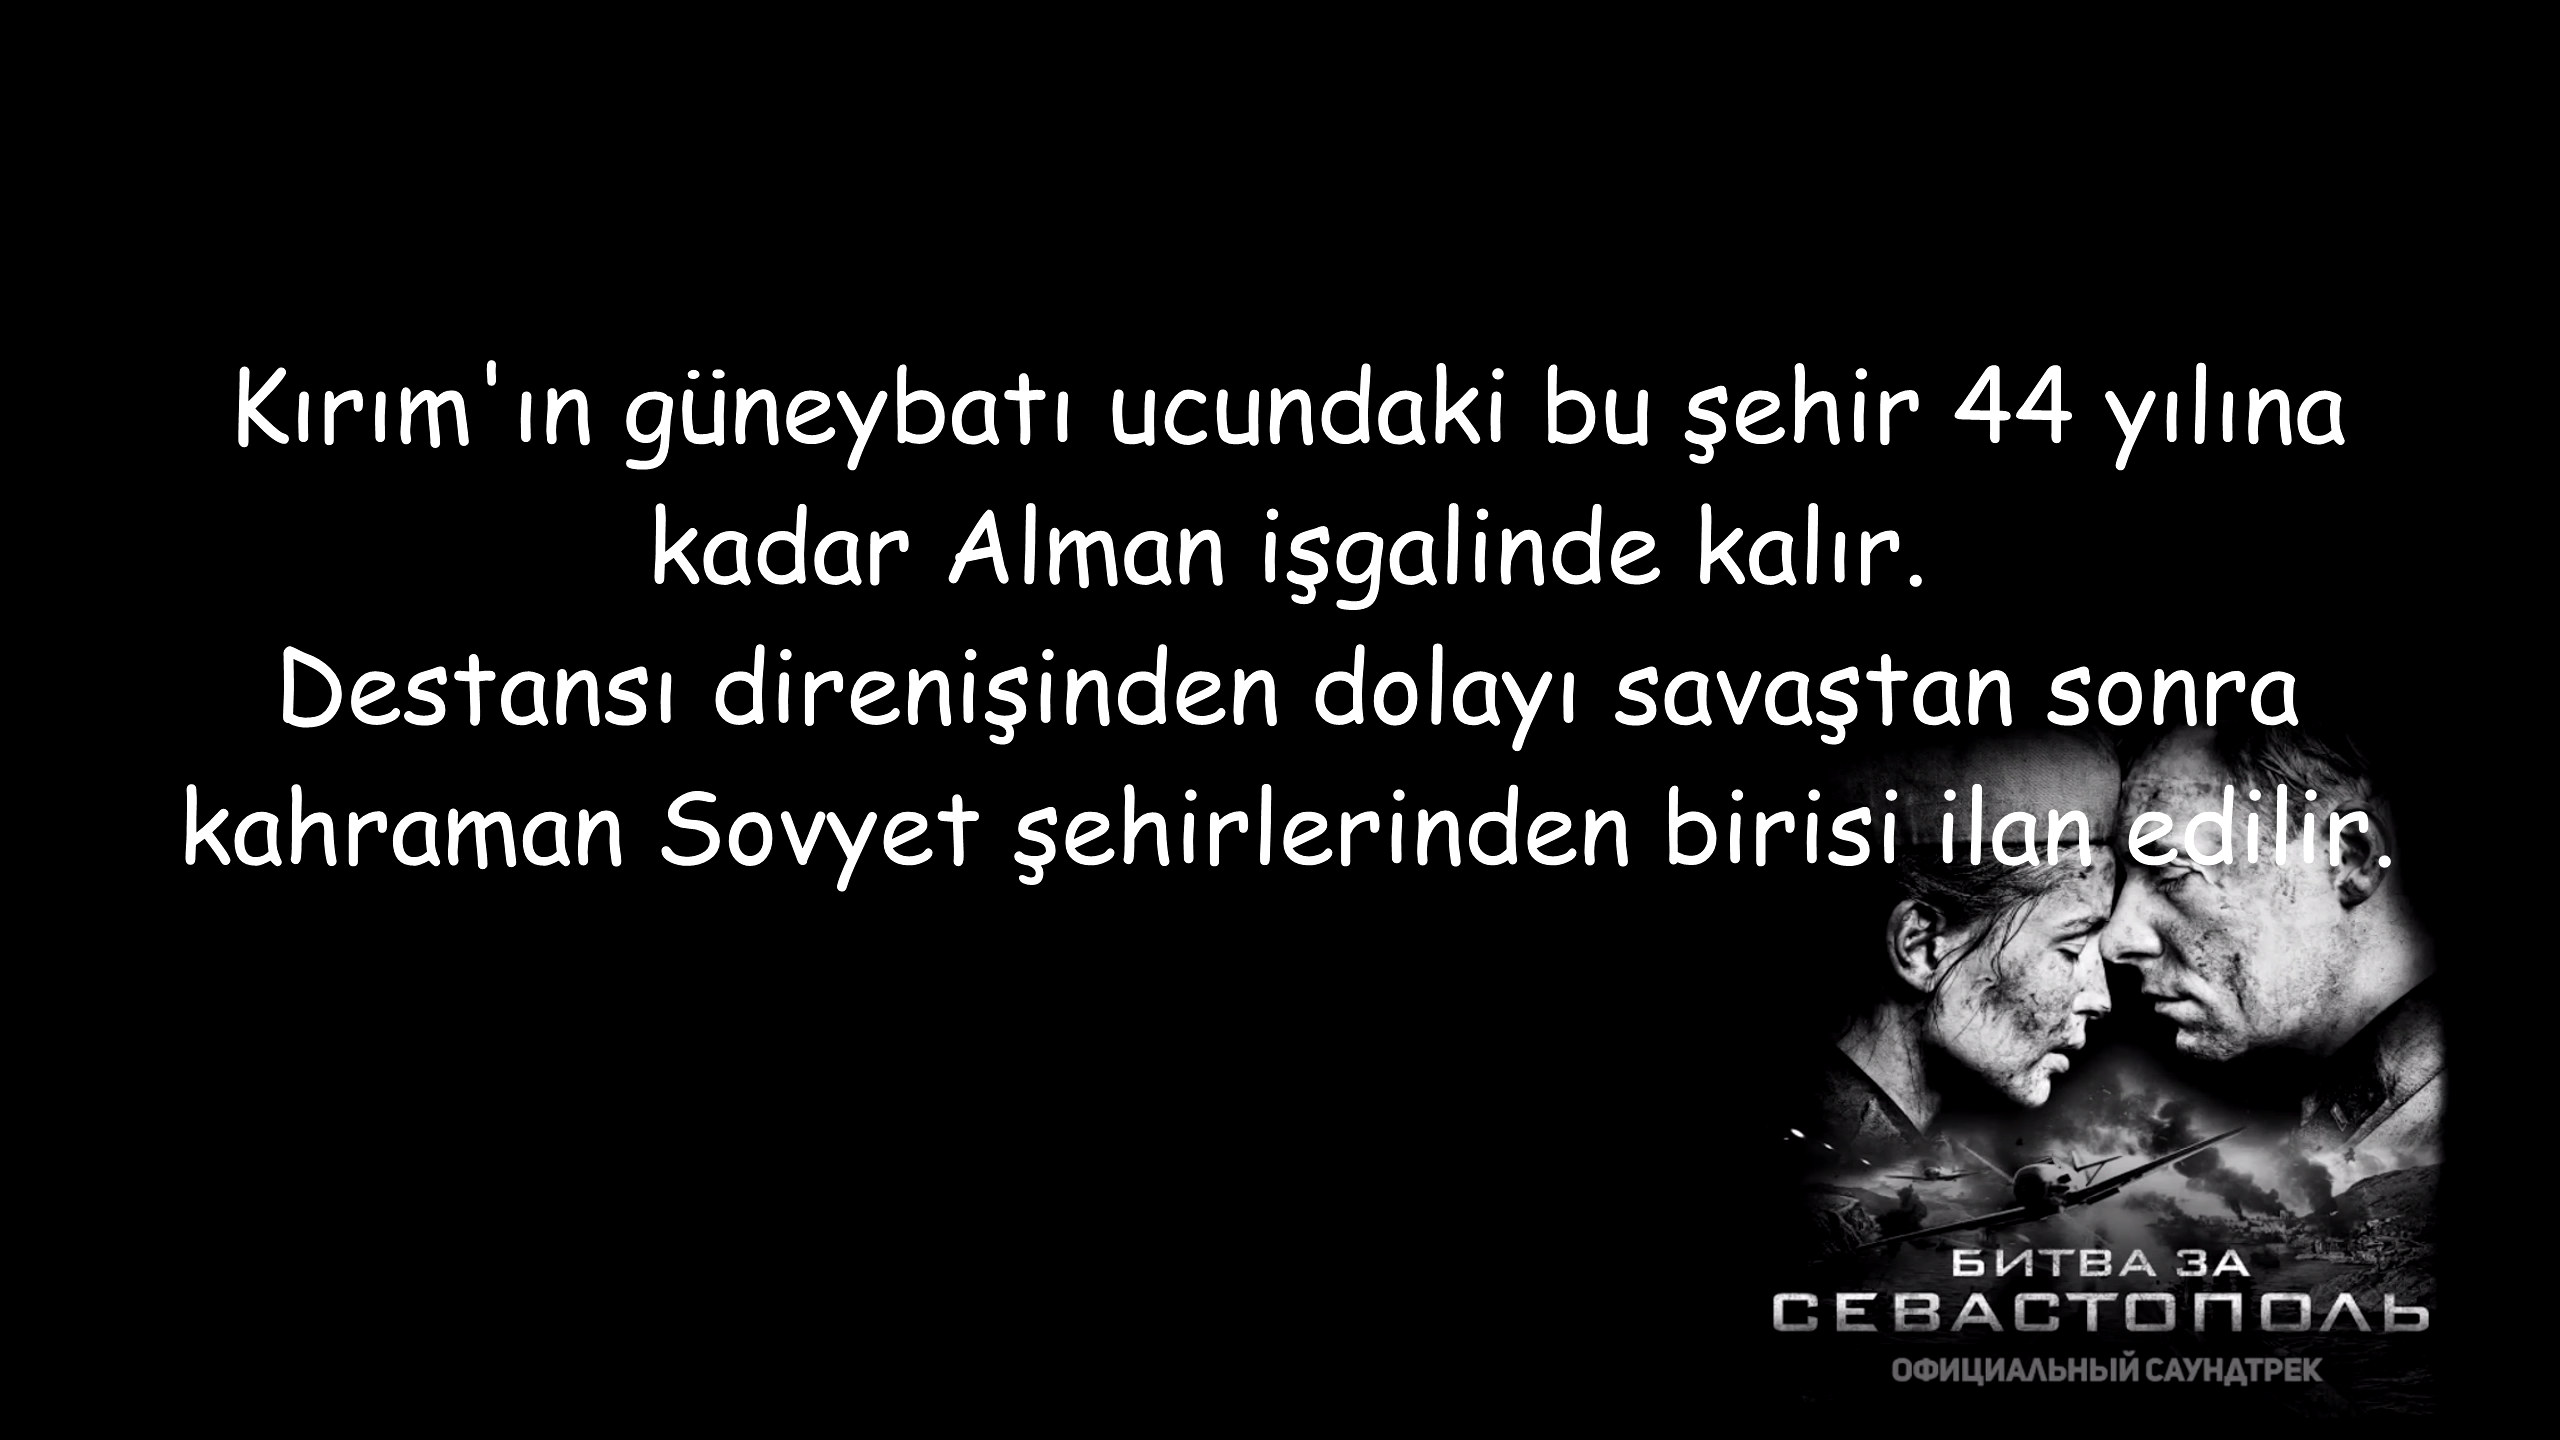 Kırım'ın güneybatı ucundaki bu şehir 44 yılına
kadar Alman işgalinde kalır.
Destansı direnişinden dolayı savaştan sonra
kahraman Sovyet şehirlerinden birisi ilan edilir.
БИТВА ЗА
СЕВАСТОПОЛЬ
ОФИЦИАЛЬНЫЙ САУНДТРЕК